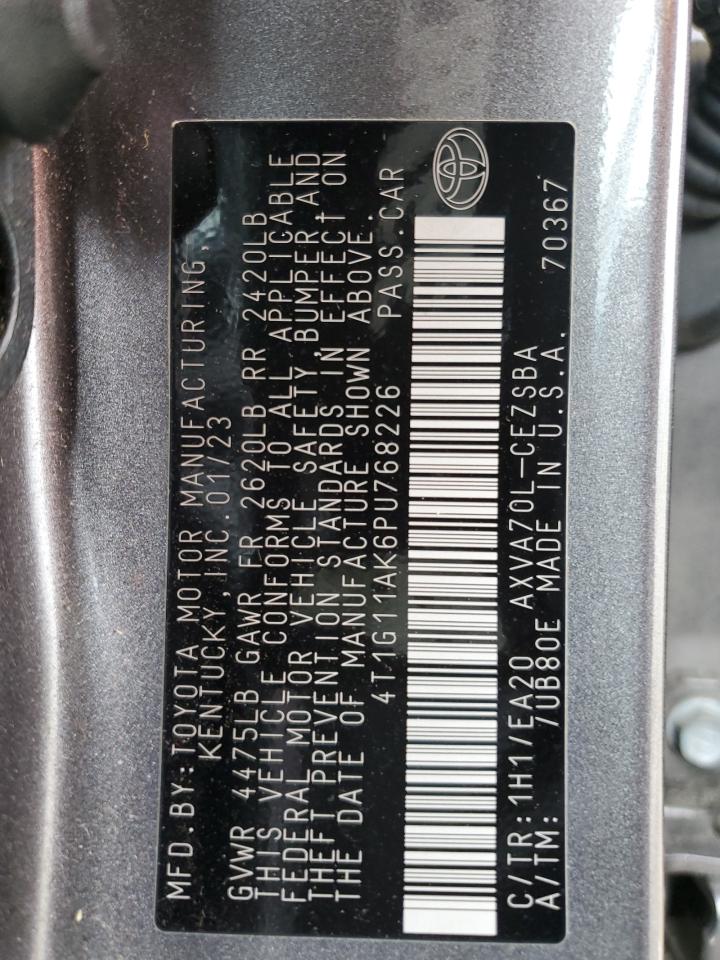 MFD.BY:TOYOTA MOTOR MANUFACTURING,
KENTUCKY,INC.01/23
GVWR 4475LB GAWR FR 2620LB RR 2420LB
THIS VEHICLE CONFORMS TO ALL APPLICABLE
FEDERAL MOTOR VEHICLE SAFETY, BUMPER AND
THEFT PREVENTION STANDARDS IN EFFECT ON
THE DATE OF MANUFACTURE SHOWN ABOVE.
4T1G11AK6PU768226 PASS.CAR
C/TR:1H1/EA20 AXVA70L-CEZSBA
A/TM: /UB80E MADE IN U.S.A. 70367